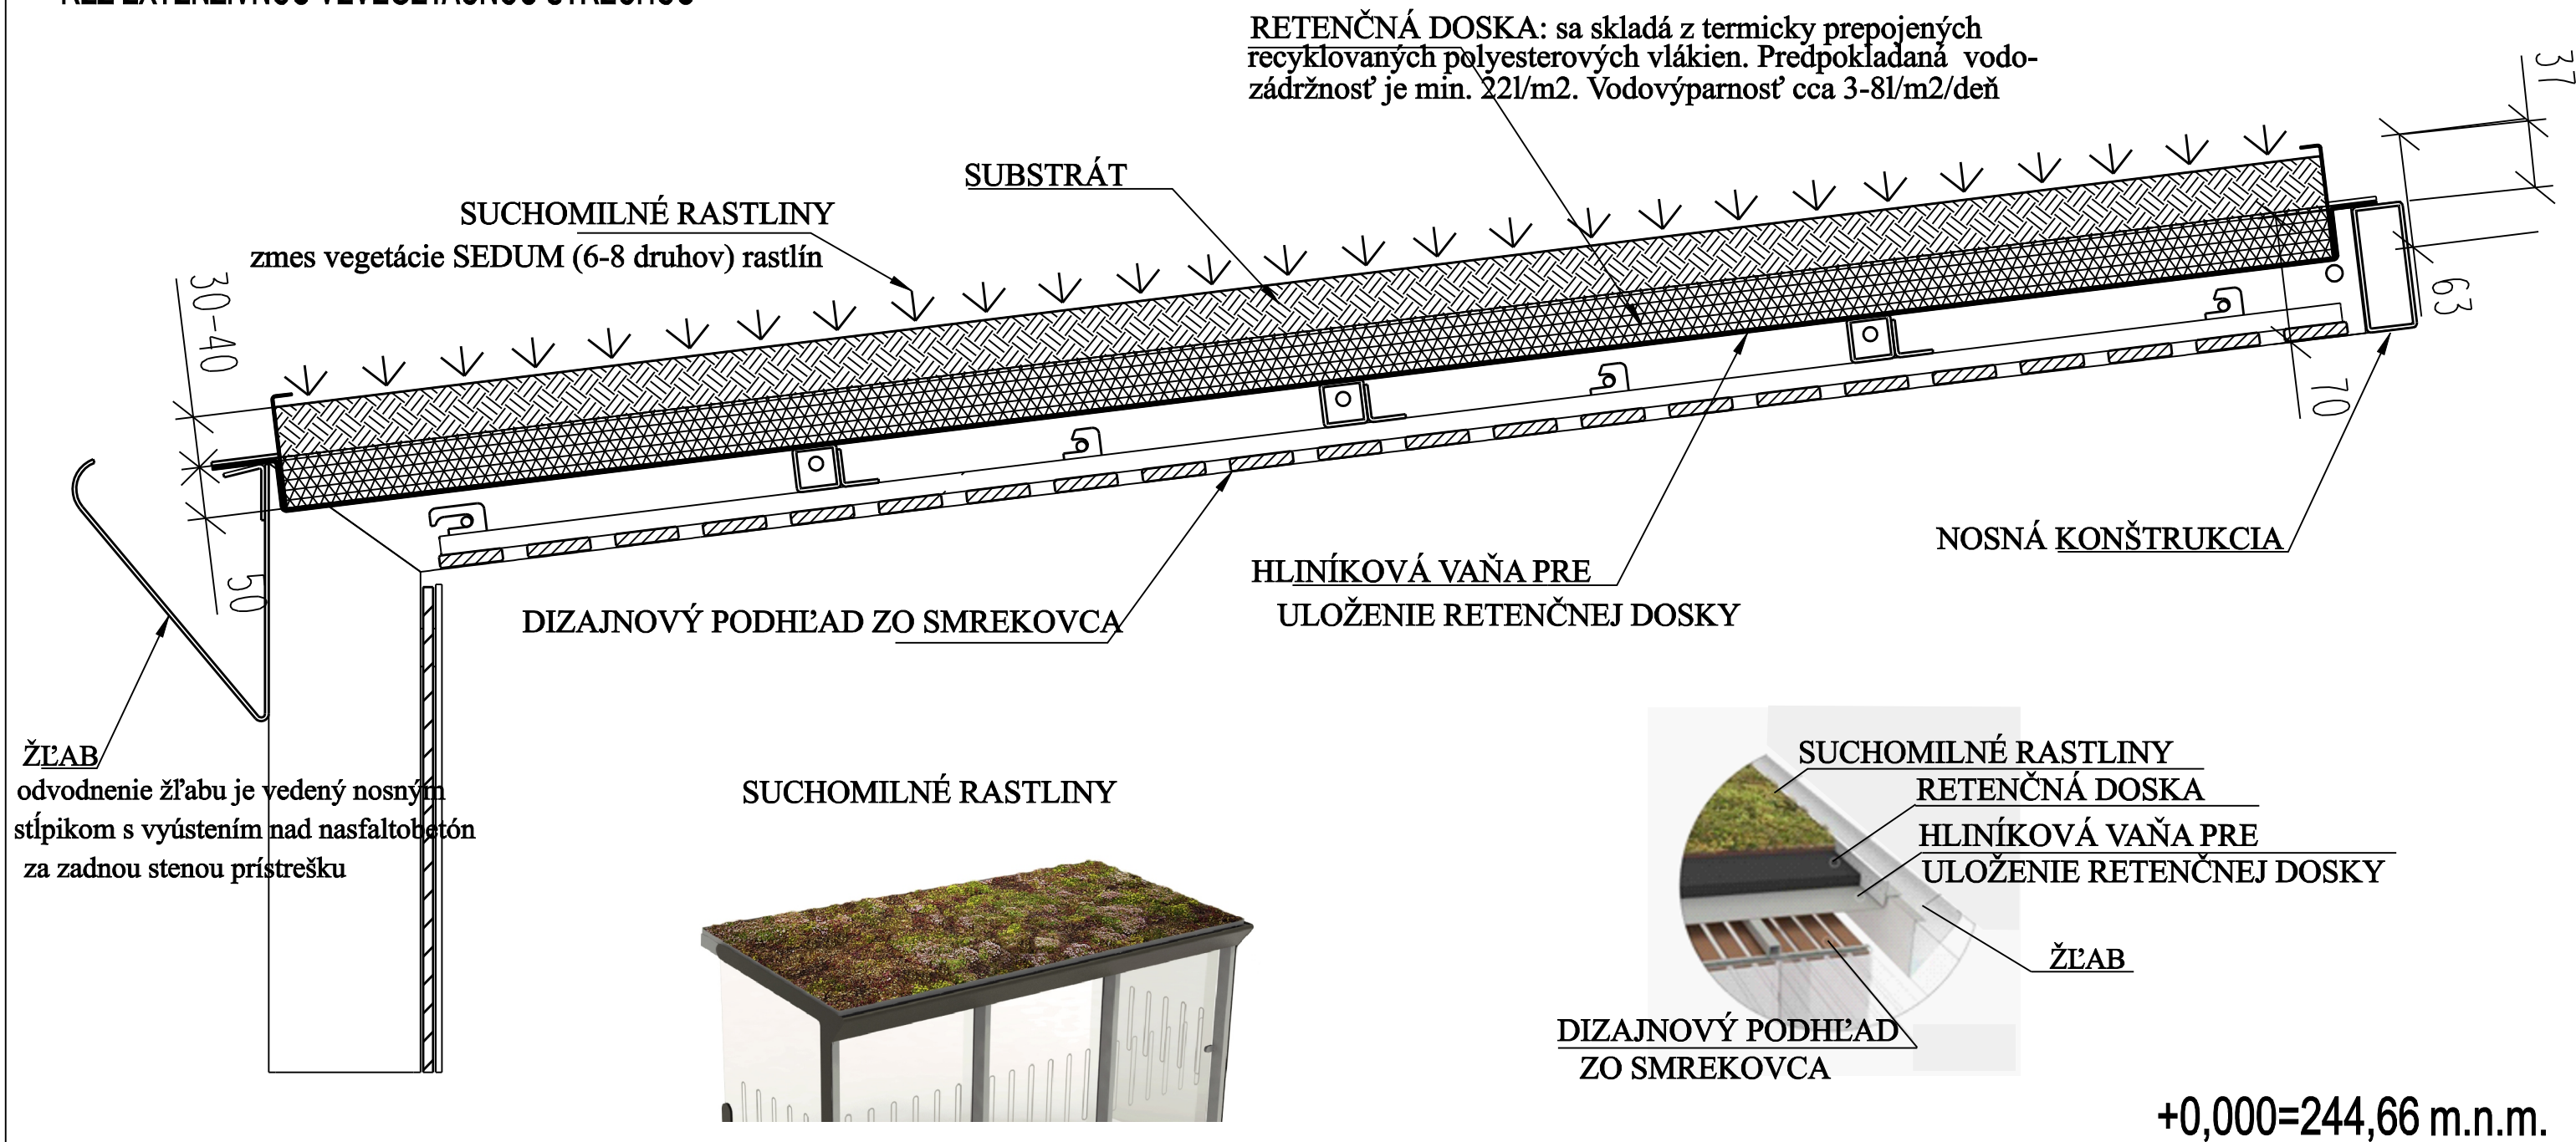 RETENČNÁ DOSKA: sa skladá z termicky prepojených
recyklovaných polyesterových vlákien. Predpokladaná vodo-
zádržnosť je min. 22l/m2. Vodovýparnosť cca 3-8l/m2/deň
37
SUBSTRÁT
SUCHOMILNÉ RASTLINY
zmes vegetácie SEDUM (6-8 druhov) rastlín
30-40
63
70
50
NOSNÁ KONŠTRUKCIA
HLINÍKOVÁ VAŇA PRE
ULOŽENIE RETENČNEJ DOSKY
DIZAJNOVÝ PODHĽAD ZO SMREKOVCA
ŽĽAB
odvodnenie žľabu je vedený nosným
stĺpikom s vyústením nad nasfaltobetón
za zadnou stenou prístrešku
SUCHOMILNÉ RASTLINY
SUCHOMILNÉ RASTLINY
RETENČNÁ DOSKA
HLINÍKOVÁ VAŇA PRE
ULOŽENIE RETENČNEJ DOSKY
ŽĽAB
DIZAJNOVÝ PODHĽAD
ZO SMREKOVCA
+0,000=244,66 m.n.m.